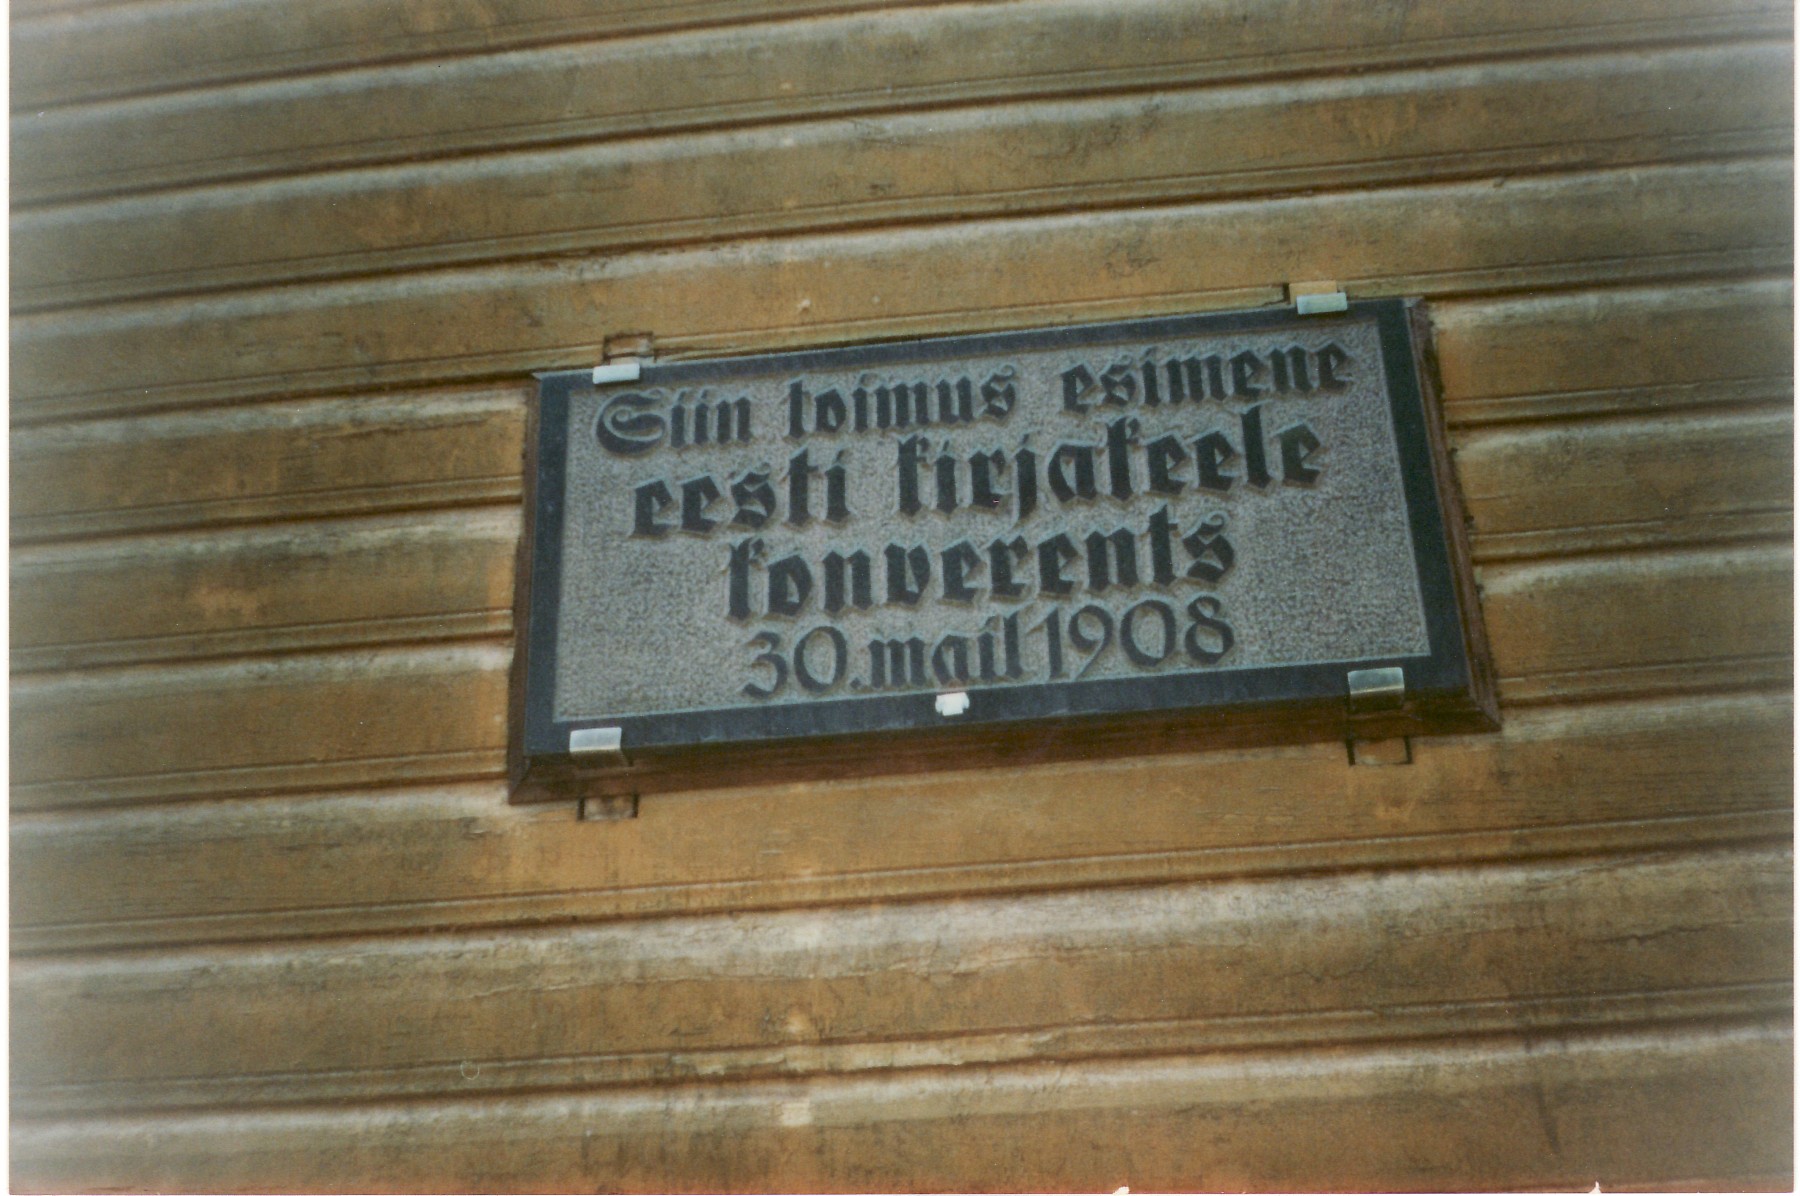 Siin toimus esimene
eesti kirjakeele
konverents
30. mail 1908